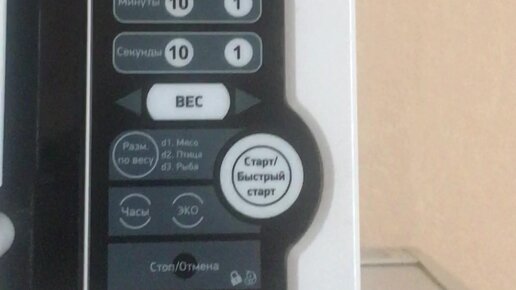 Минуты 10 1
Секунды 10 1
ВЕС
Разм. по весу
d1. Мясо
d2. Птица
d3. Рыба
Старт/
Быстрый
старт
Часы ЭКО
Стоп/Отмена